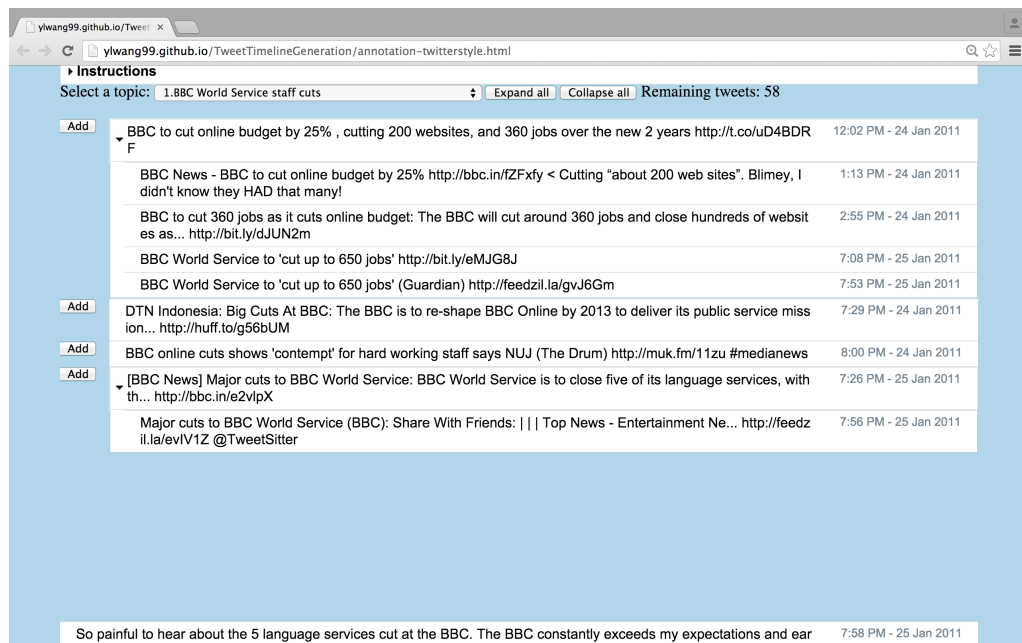 ylwang99.github.io/Tweet
ylwang99.github.io/TweetTimelineGeneration/annotation-twitterstyle.html
Instructions
Select a topic: 1.BBC World Service staff cuts Expand all Collapse all Remaining tweets: 58
Add BBC to cut online budget by 25% , cutting 200 websites, and 360 jobs over the new 2 years http://t.co/uD4BDR 12:02 PM - 24 Jan 2011
F
BBC News - BBC to cut online budget by 25% http://bbc.in/fZFxfy < Cutting “about 200 web sites”. Blimey, I 1:13 PM - 24 Jan 2011
didn't know they HAD that many!
BBC to cut 360 jobs as it cuts online budget: The BBC will cut around 360 jobs and close hundreds of websit 2:55 PM - 24 Jan 2011
es as... http://bit.ly/dJUN2m
BBC World Service to 'cut up to 650 jobs' http://bit.ly/eMJG8J 7:08 PM - 25 Jan 2011
BBC World Service to 'cut up to 650 jobs' (Guardian) http://feedzil.la/gvJ6Gm 7:53 PM - 25 Jan 2011
Add DTN Indonesia: Big Cuts At BBC: The BBC is to re-shape BBC Online by 2013 to deliver its public service miss 7:29 PM - 24 Jan 2011
ion... http://huff.to/g56bUM
Add BBC online cuts shows 'contempt' for hard working staff says NUJ (The Drum) http://muk.fm/11zu #medianews 8:00 PM - 24 Jan 2011
Add [BBC News] Major cuts to BBC World Service: BBC World Service is to close five of its language services, with 7:26 PM - 25 Jan 2011
th... http://bbc.in/e2vlpX
Major cuts to BBC World Service (BBC): Share With Friends: | | | Top News - Entertainment Ne... http://feedz 7:56 PM - 25 Jan 2011
il.la/evIV1Z @TweetSitter
So painful to hear about the 5 language services cut at the BBC. The BBC constantly exceeds my expectations and ear 7:58 PM - 25 Jan 2011